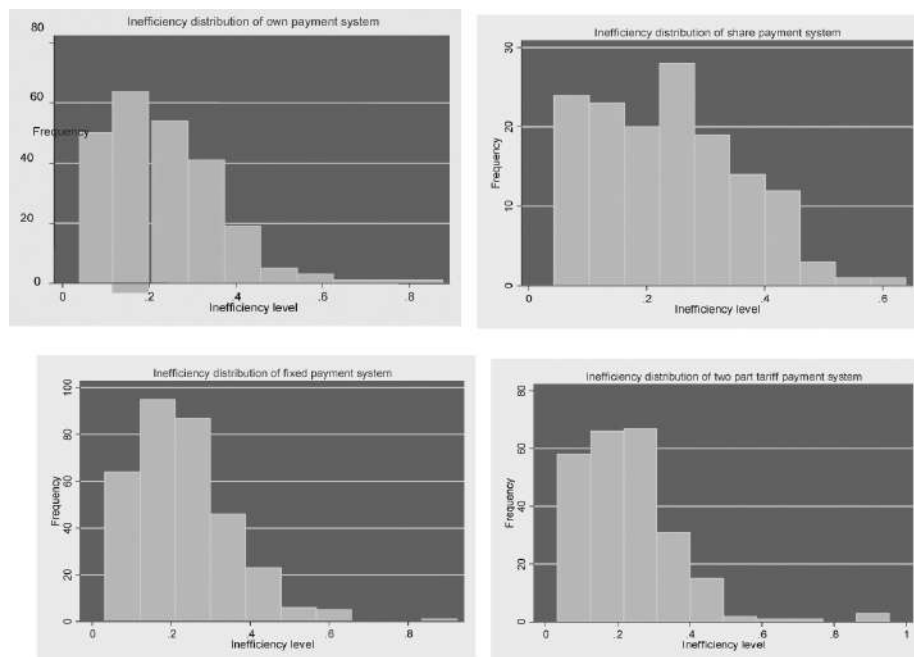 Inefficiency distribution of own payment system
80
60
Frequency
40
20
0
0 .2 .4 .6 .8
Inefficiency level
Inefficiency distribution of share payment system
30
20
10
0
Frequency
0 .2 .4 .6
Inefficiency level
Inefficiency distribution of fixed payment system
100
80
60
40
20
0
Frequency
0 .2 .4 .6 .8
Inefficiency level
Inefficiency distribution of two part tariff payment system
80
60
40
20
0
Frequency
0 .2 .4 .6 .8 1
Inefficiency level